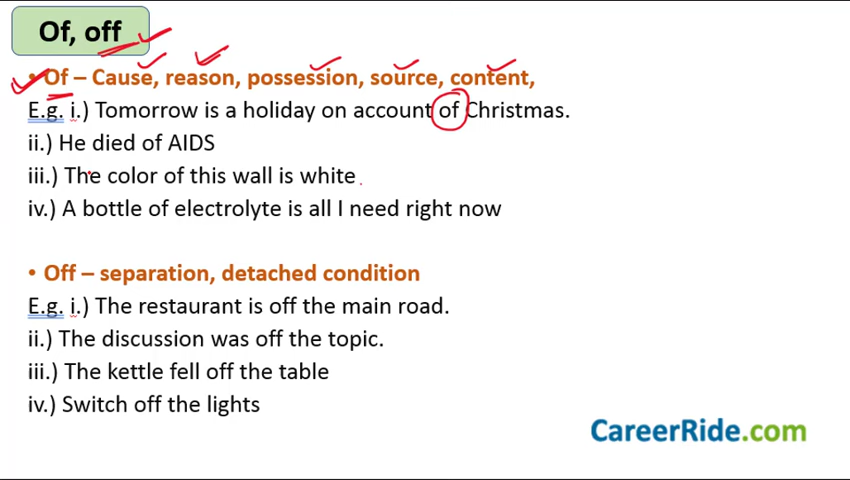 Of, off
• Of – Cause, reason, possession, source, content,
E.g. i.) Tomorrow is a holiday on account of Christmas.
ii.) He died of AIDS
iii.) The color of this wall is white
iv.) A bottle of electrolyte is all I need right now
• Off – separation, detached condition
E.g. i.) The restaurant is off the main road.
ii.) The discussion was off the topic.
iii.) The kettle fell off the table
iv.) Switch off the lights
CareerRide.com